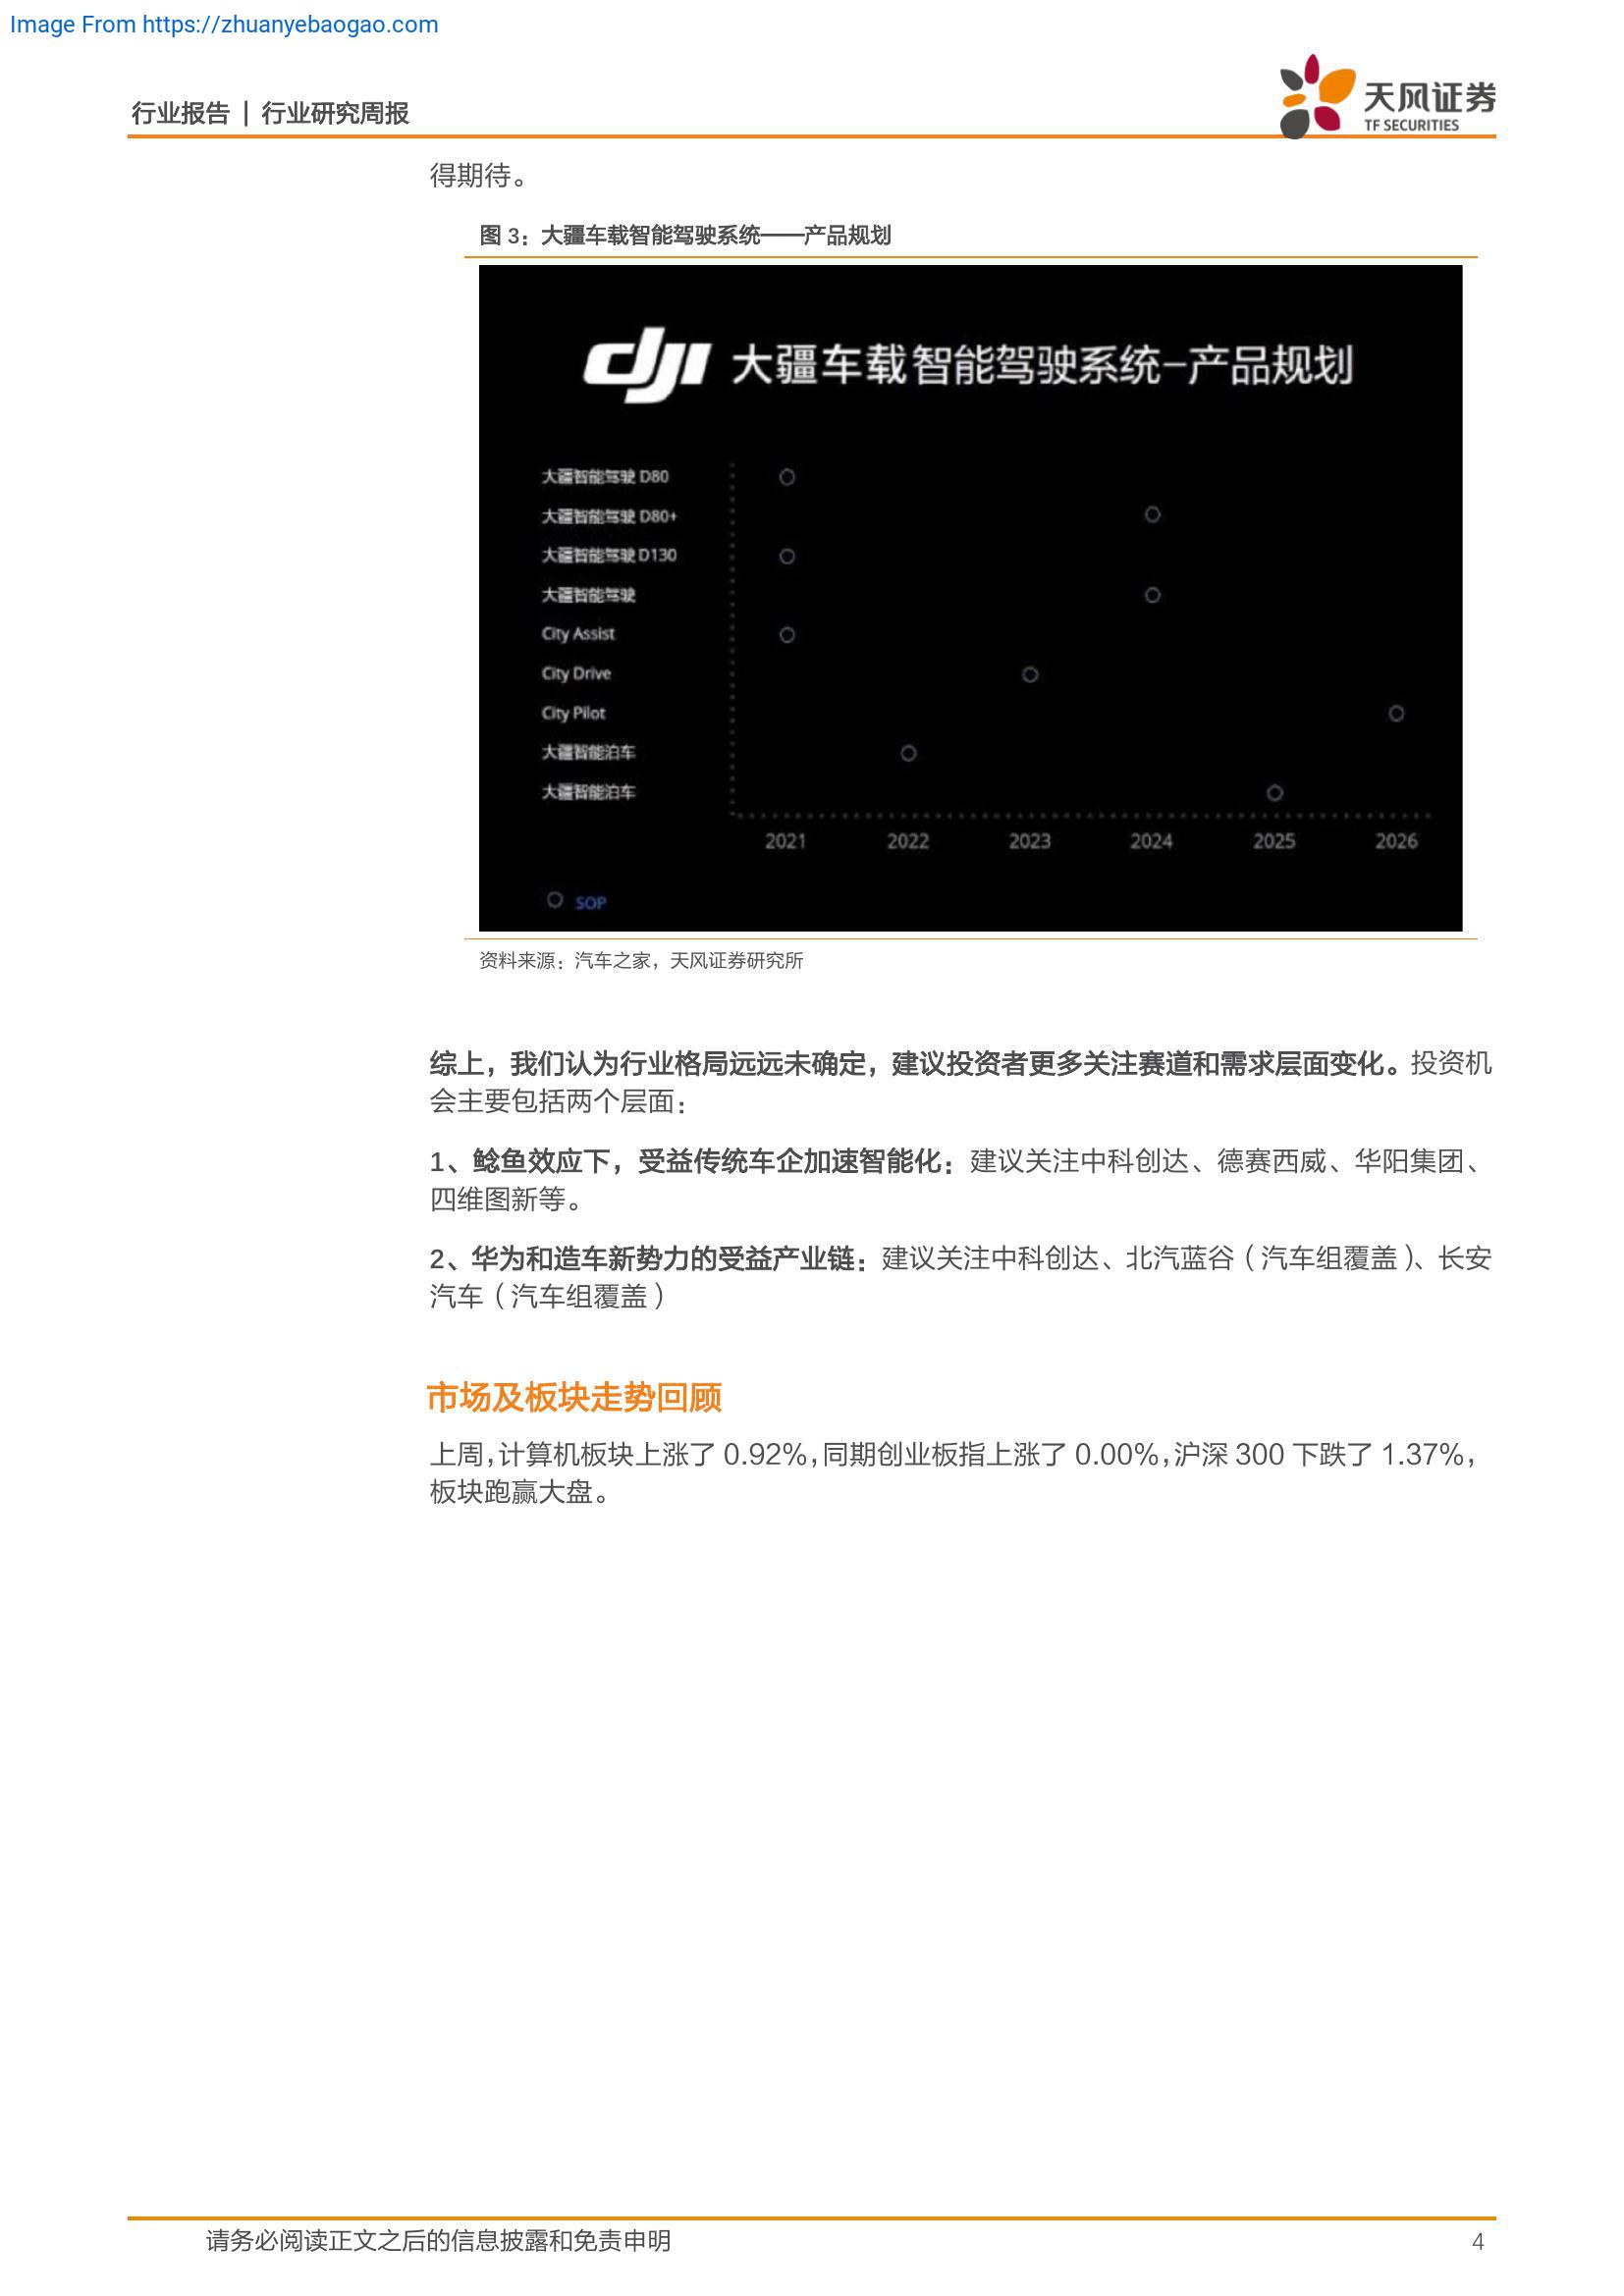 Image From https://zhuanyebaogao.com
行业报告 | 行业研究周报
天风证券
TF SECURITIES
得期待。
图 3：大疆车载智能驾驶系统——产品规划
dji 大疆车载智能驾驶系统–产品规划
大疆智能驾驶 D80
大疆智能驾驶 D80+
大疆智能驾驶 D130
大疆智能驾驶
City Assist
City Drive
City Pilot
大疆智能泊车
大疆智能泊车
2021 2022 2023 2024 2025 2026
SOP
资料来源：汽车之家，天风证券研究所
综上，我们认为行业格局远远未确定，建议投资者更多关注赛道和需求层面变化。投资机
会主要包括两个层面：
1、鲶鱼效应下，受益传统车企加速智能化：建议关注中科创达、德赛西威、华阳集团、
四维图新等。
2、华为和造车新势力的受益产业链：建议关注中科创达、北汽蓝谷（汽车组覆盖）、长安
汽车（汽车组覆盖）
市场及板块走势回顾
上周，计算机板块上涨了 0.92%，同期创业板指上涨了 0.00%，沪深 300 下跌了 1.37%，
板块跑赢大盘。
请务必阅读正文之后的信息披露和免责申明
4